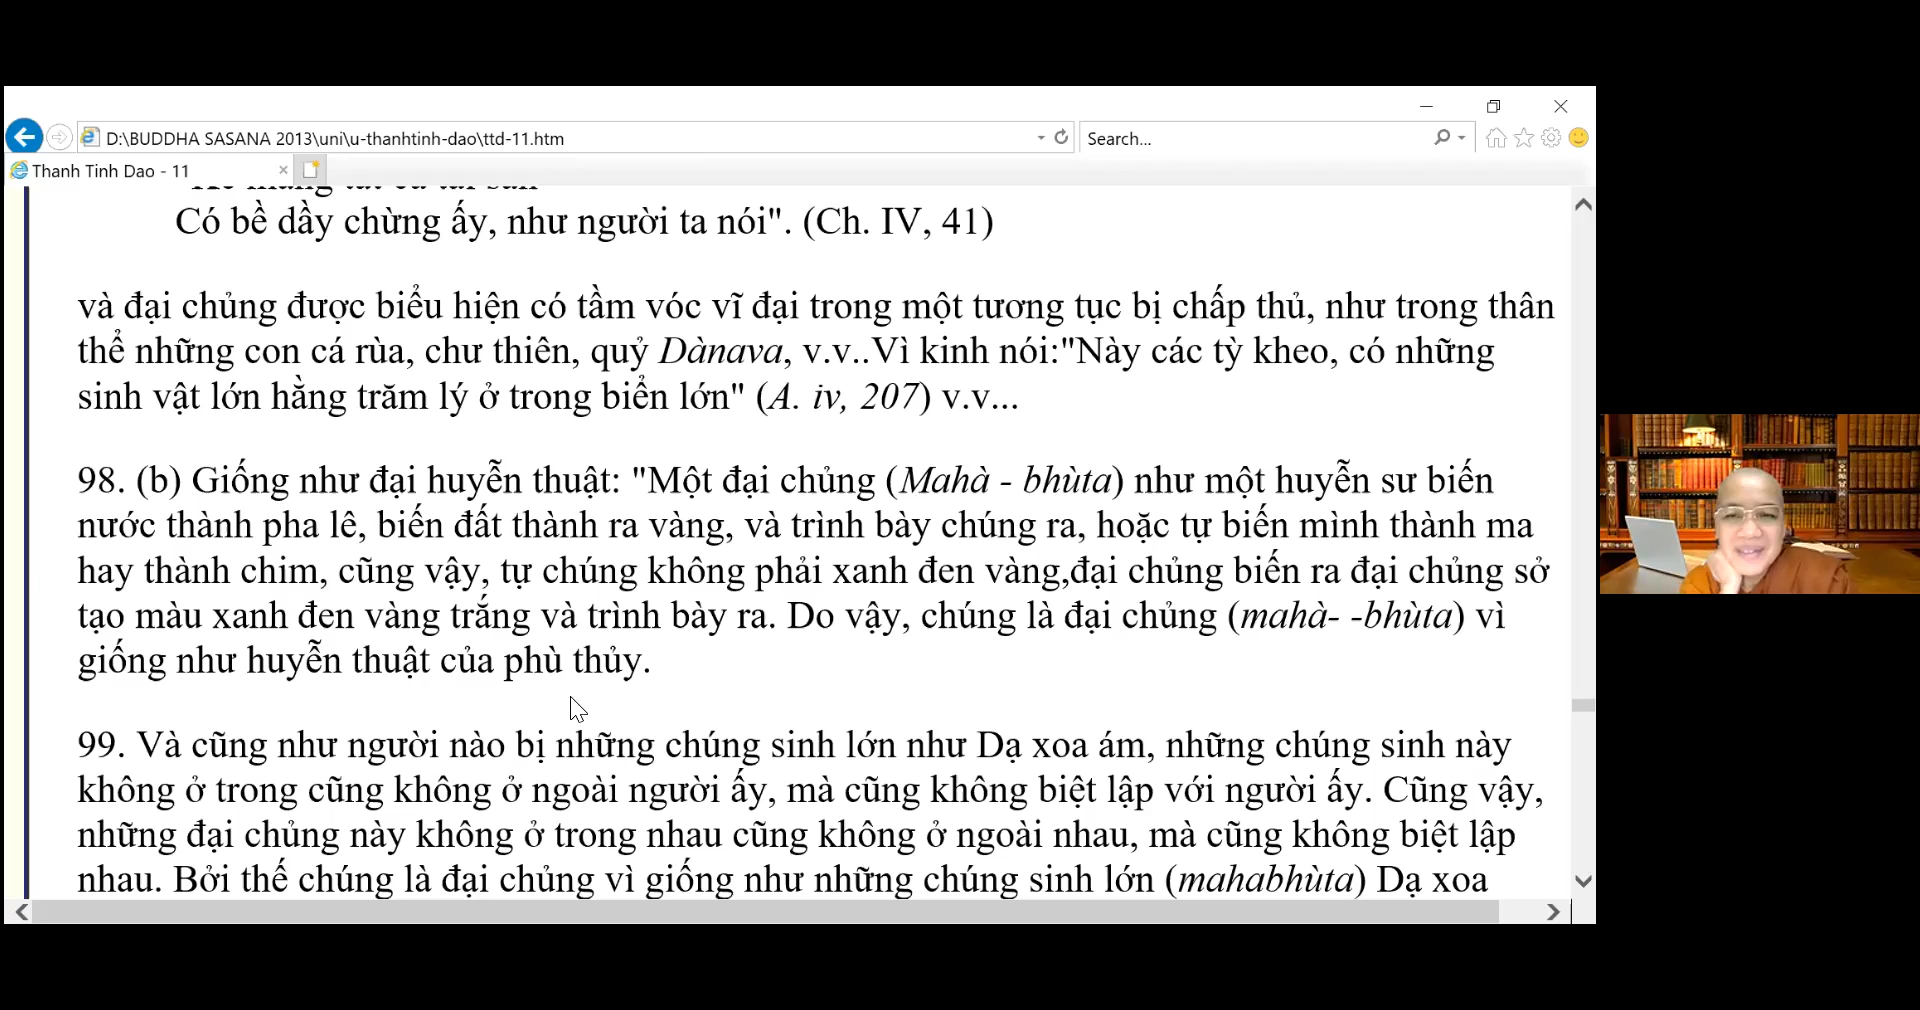 D:\BUDDHA SASANA 2013\uni\u-thanhtinh-dao\ttd-11.htm
Search...
Thanh Tinh Dao - 11
Có bề dầy chừng ấy, như người ta nói". (Ch. IV, 41)
và đại chủng được biểu hiện có tầm vóc vĩ đại trong một tương tục bị chấp thủ, như trong thân
thể những con cá rùa, chư thiên, quỷ Dànava, v.v..Vì kinh nói:"Này các tỳ kheo, có những
sinh vật lớn hằng trăm lý ở trong biển lớn" (A. iv, 207) v.v...
98. (b) Giống như đại huyễn thuật: "Một đại chủng (Mahà - bhùta) như một huyễn sư biến
nước thành pha lê, biến đất thành ra vàng, và trình bày chúng ra, hoặc tự biến mình thành ma
hay thành chim, cũng vậy, tự chúng không phải xanh đen vàng,đại chủng biến ra đại chủng sở
tạo màu xanh đen vàng trắng và trình bày ra. Do vậy, chúng là đại chủng (mahà- -bhùta) vì
giống như huyễn thuật của phù thủy.
99. Và cũng như người nào bị những chúng sinh lớn như Dạ xoa ám, những chúng sinh này
không ở trong cũng không ở ngoài người ấy, mà cũng không biệt lập với người ấy. Cũng vậy,
những đại chủng này không ở trong nhau cũng không ở ngoài nhau, mà cũng không biệt lập
nhau. Bởi thế chúng là đại chủng vì giống như những chúng sinh lớn (mahabhùta) Dạ xoa